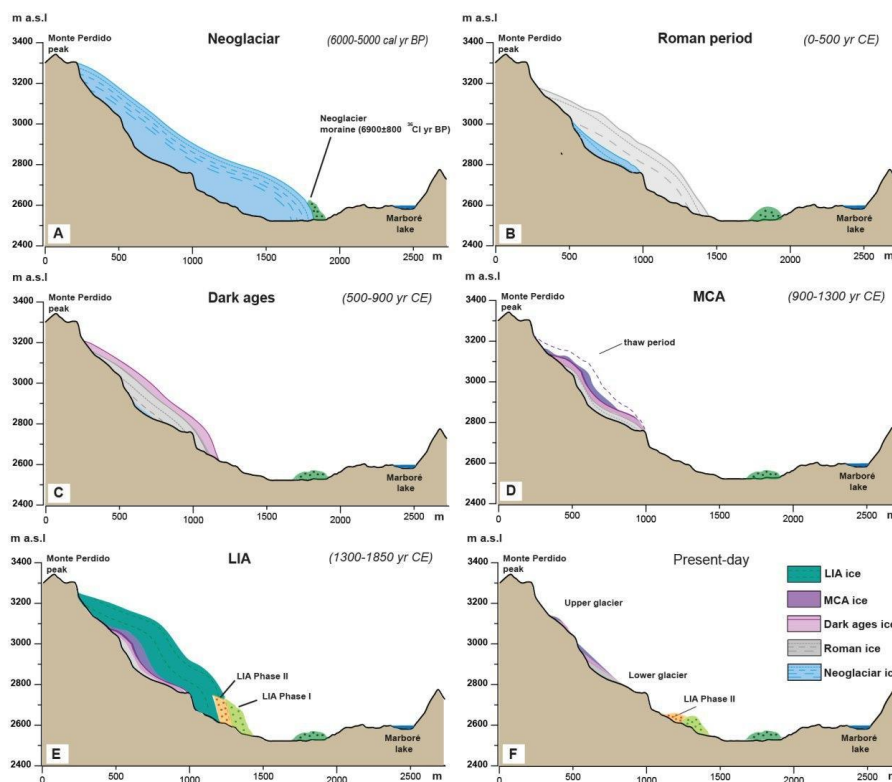 m a.s.l
Neoglaciar
(6000-5000 cal yr BP)
3400
Monte Perdido
peak
3200
Neoglacier
moraine (6900±800 ³⁶Cl yr BP)
3000
2800
2600
Marboré
lake
2400
A
0 500 1000 1500 2000 2500 m
m a.s.l
Roman period
(0-500 yr CE)
3400
Monte Perdido
peak
3200
3000
2800
2600
Marboré
lake
2400
B
0 500 1000 1500 2000 2500 m
m a.s.l
Dark ages
(500-900 yr CE)
3400
Monte Perdido
peak
3200
3000
2800
2600
Marboré
lake
2400
C
0 500 1000 1500 2000 2500 m
m a.s.l
MCA
(900-1300 yr CE)
3400
Monte Perdido
peak
thaw period
3200
3000
2800
2600
Marboré
lake
2400
D
0 500 1000 1500 2000 2500 m
m a.s.l
LIA
(1300-1850 yr CE)
3400
Monte Perdido
peak
3200
3000
LIA Phase II
LIA Phase I
2800
2600
Marboré
lake
2400
E
0 500 1000 1500 2000 2500 m
m a.s.l
Present-day
3400
Monte Perdido
peak
3200
Upper glacier
3000
Lower glacier
2800
LIA Phase II
2600
Marboré
lake
2400
F
0 500 1000 1500 2000 2500 m
LIA ice
MCA ice
Dark ages ice
Roman ice
Neoglaciar ic